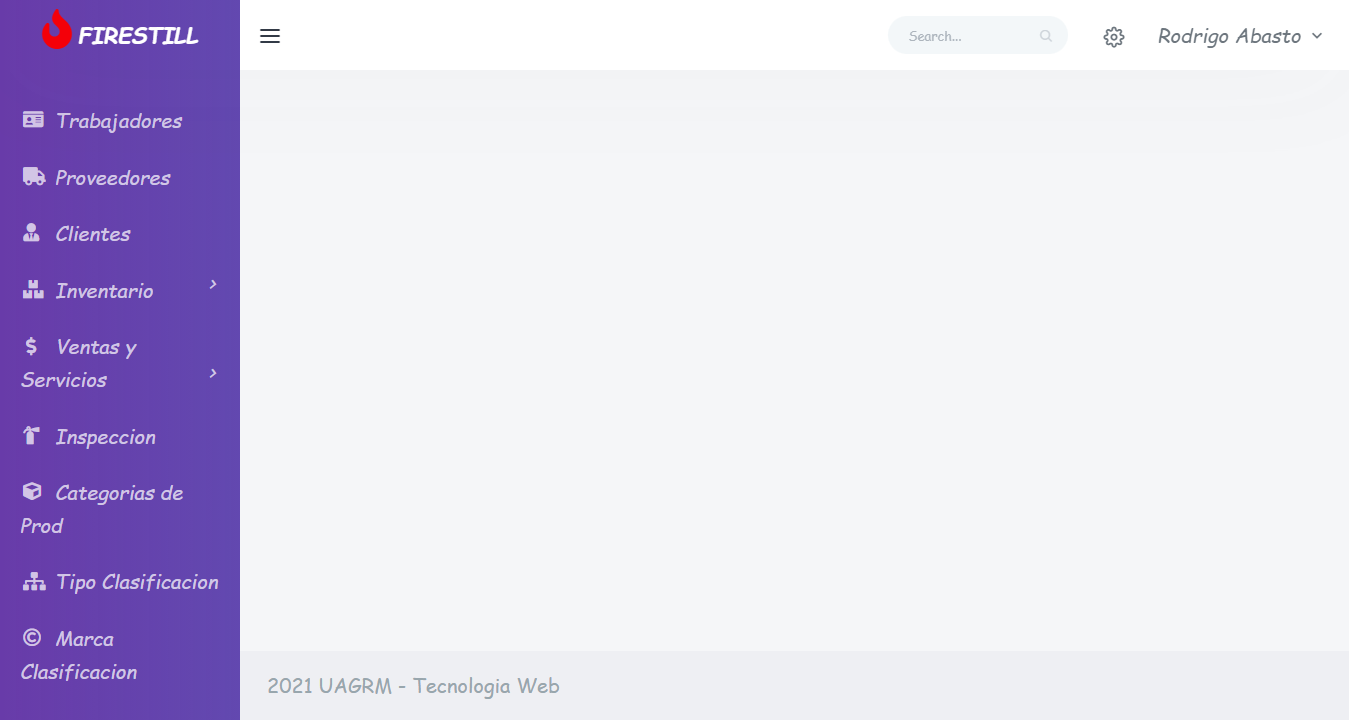 FIRESTILL
Search...
Rodrigo Abasto
Trabajadores
Proveedores
Clientes
Inventario
Ventas y
Servicios
Inspeccion
Categorias de
Prod
Tipo Clasificacion
Marca
Clasificacion
2021 UAGRM - Tecnologia Web